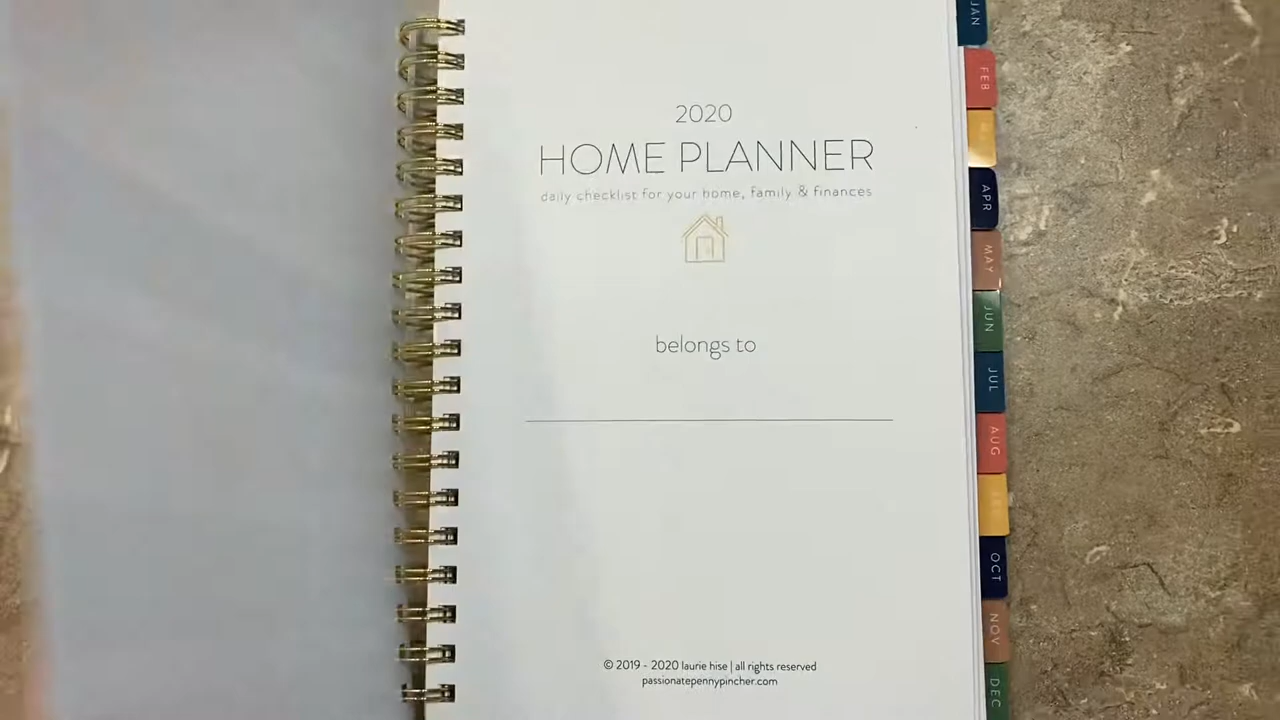 2020
HOME PLANNER
daily checklist for your home, family & finances
belongs to
© 2019 - 2020 laurie hise | all rights reserved
passionatepennypincher.com
JAN
FEB
APR
MAY
JUN
JUL
AUG
OCT
NOV
DEC